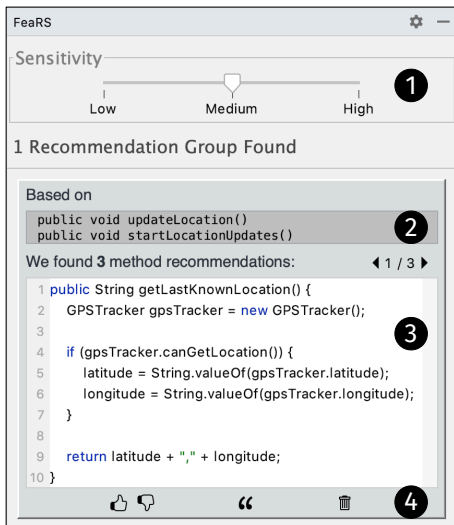 FeaRS
Sensitivity
Low Medium High
1
1 Recommendation Group Found
Based on
public void updateLocation()
public void startLocationUpdates()
2
We found 3 method recommendations: 1 / 3
1 public String getLastKnownLocation() {
2 GPSTracker gpsTracker = new GPSTracker();
3
4 if (gpsTracker.canGetLocation()) {
5 latitude = String.valueOf(gpsTracker.latitude);
6 longitude = String.valueOf(gpsTracker.longitude);
7 }
8
9 return latitude + "," + longitude;
10 }
3
4